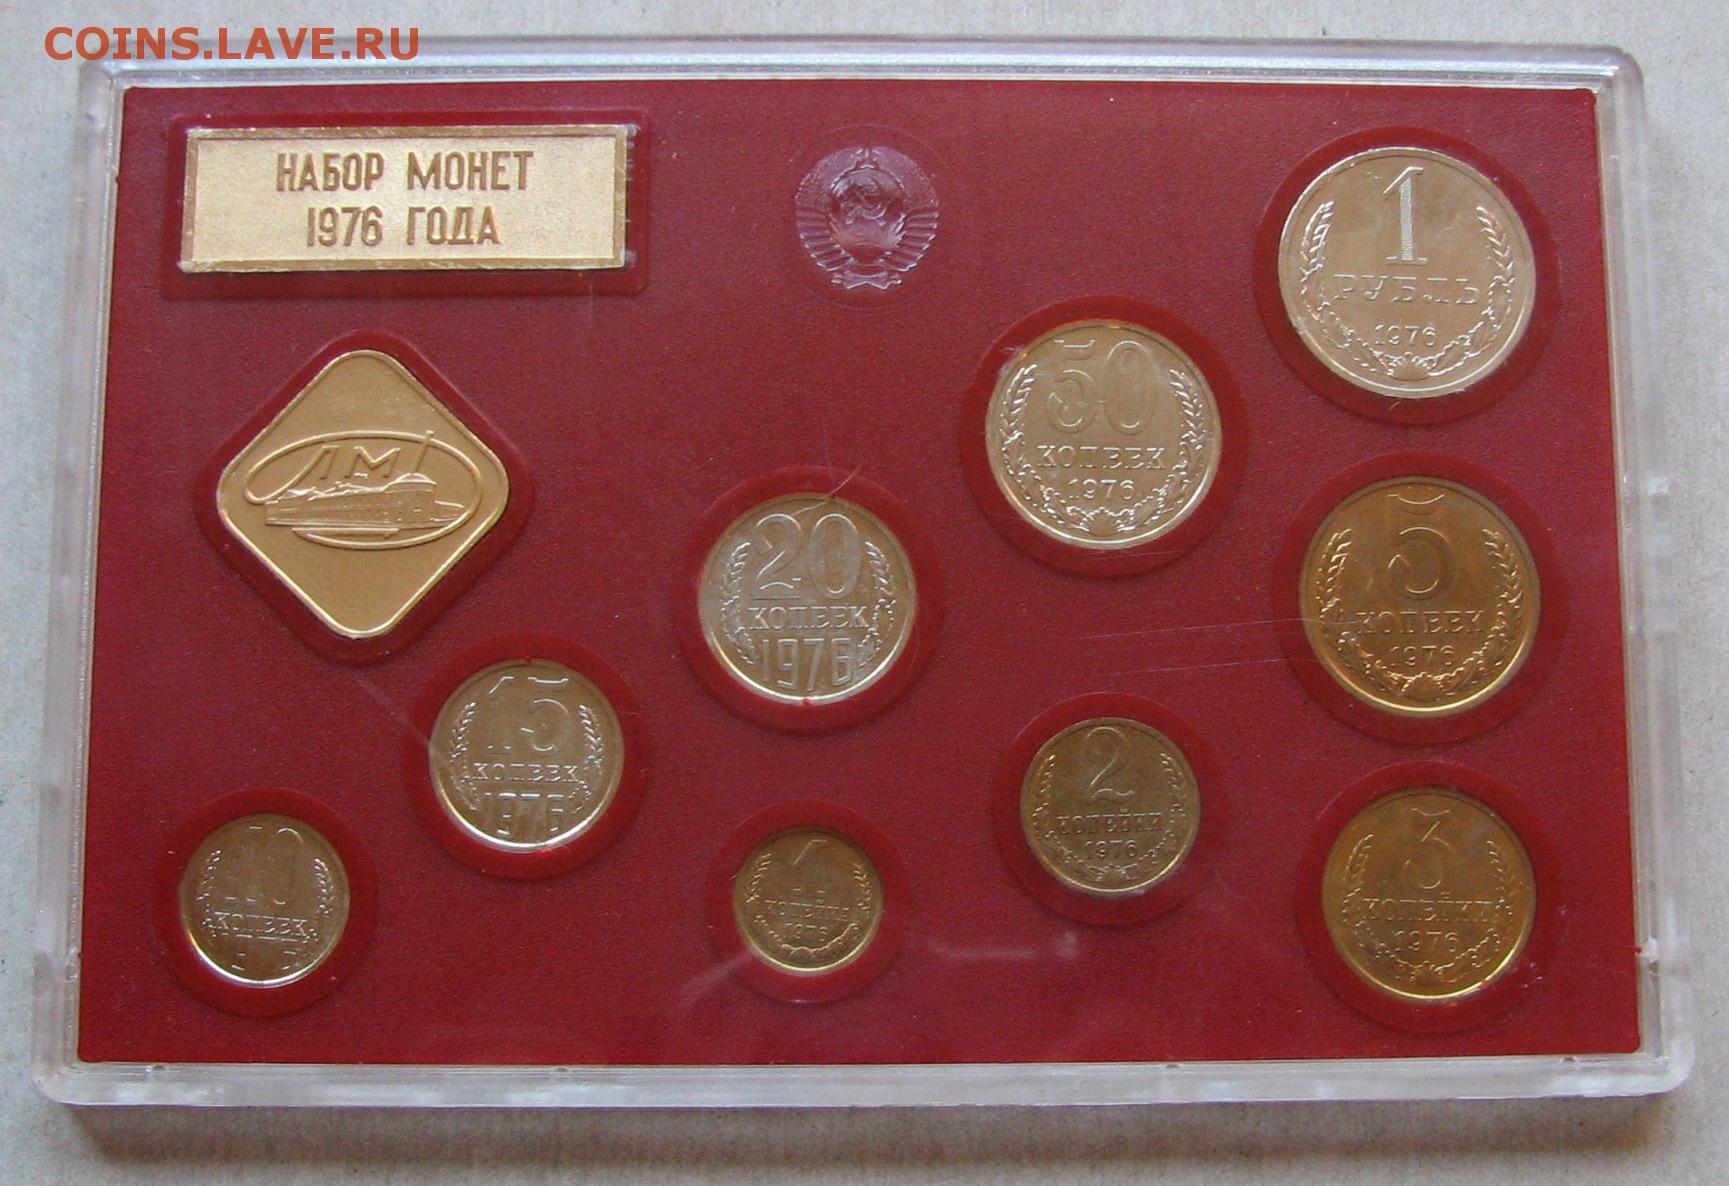 COINS.LAVE.RU
НАБОР МОНЕТ
1976 ГОДА
1
РУБЛЬ
1976
50
КОПЕЕК
1976
ЛМ
20
КОПЕЕК
1976
5
КОПЕЕК
1976
15
КОПЕЕК
1976
2
КОПЕЙКИ
1976
10
КОПЕЕК
1
КОПЕЙКА
1976
3
КОПЕЙКИ
1976